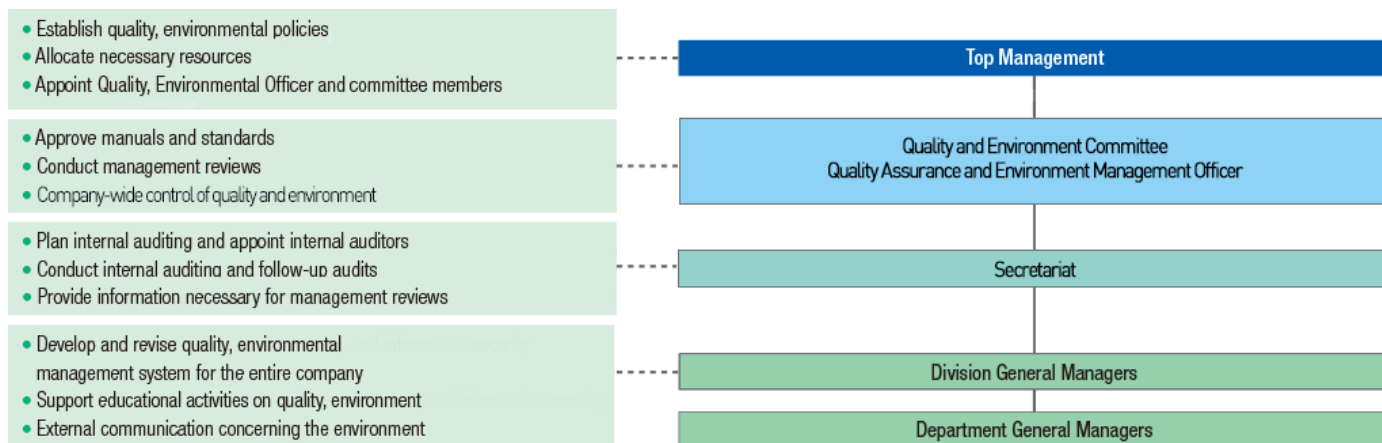 • Establish quality, environmental policies
• Allocate necessary resources
• Appoint Quality, Environmental Officer and committee members
Top Management
• Approve manuals and standards
• Conduct management reviews
• Company-wide control of quality and environment
Quality and Environment Committee
Quality Assurance and Environment Management Officer
• Plan internal auditing and appoint internal auditors
• Conduct internal auditing and follow-up audits
• Provide information necessary for management reviews
Secretariat
• Develop and revise quality, environmental
management system for the entire company
• Support educational activities on quality, environment
• External communication concerning the environment
Division General Managers
Department General Managers